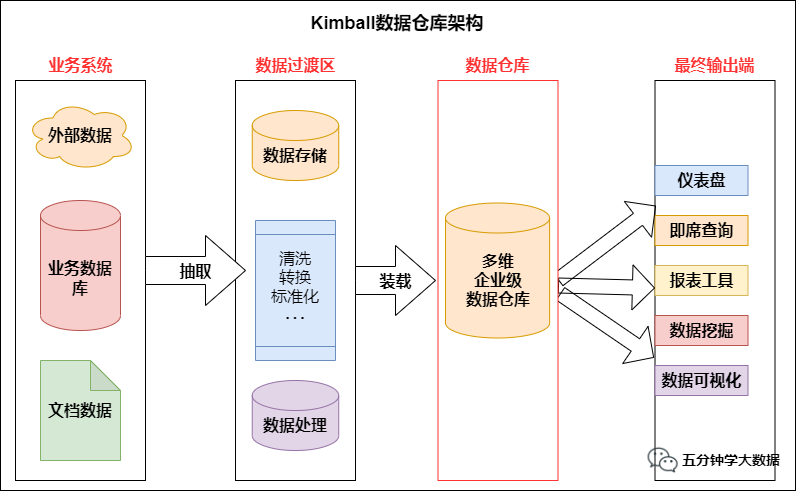 Kimball数据仓库架构
业务系统
数据过渡区
数据仓库
最终输出端
外部数据
业务数据
库
文档数据
抽取
数据存储
清洗
转换
标准化
...
数据处理
装载
多维
企业级
数据仓库
仪表盘
即席查询
报表工具
数据挖掘
数据可视化
五分钟学大数据